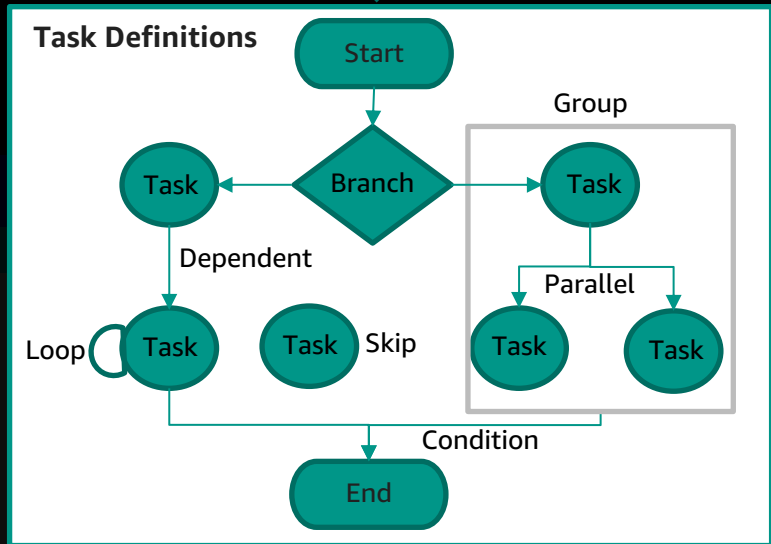 Task Definitions
Start
Group
Task
Branch
Task
Dependent
Parallel
Loop
Task
Task
Skip
Task
Task
Condition
End